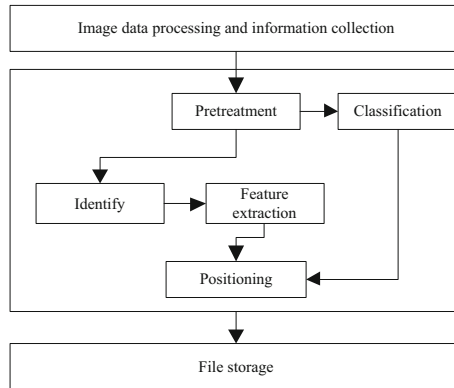 Image data processing and information collection
Pretreatment
Classification
Identify
Feature
extraction
Positioning
File storage